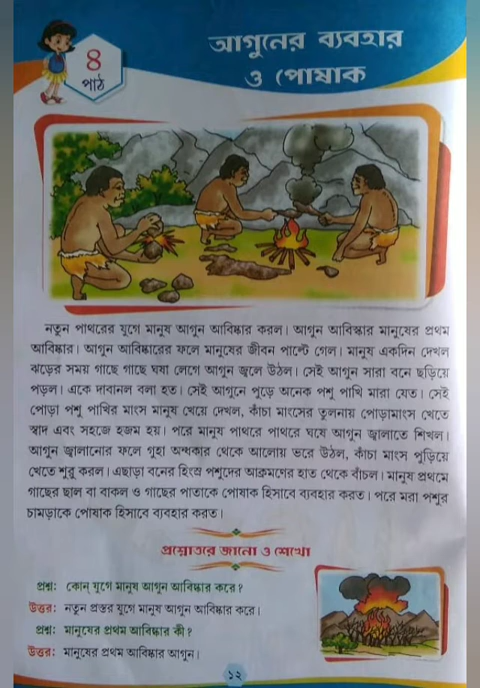 ৪
পাঠ
আগুনের ব্যবহার
ও পোষাক
নতুন পাথরের যুগে মানুষ আগুন আবিষ্কার করল। আগুন আবিস্কার মানুষের প্রথম
আবিষ্কার। আগুন আবিষ্কারের ফলে মানুষের জীবন পাল্টে গেল। মানুষ একদিন দেখল
ঝড়ের সময় গাছে গাছে ঘষা লেগে আগুন জ্বলে উঠল। সেই আগুন সারা বনে ছড়িয়ে
পড়ল। একে দাবানল বলা হত। সেই আগুনে পুড়ে অনেক পশু পাখি মারা যেত। সেই
পোড়া পশু পাখির মাংস মানুষ খেয়ে দেখল, কাঁচা মাংসের তুলনায় পোড়ামাংস খেতে
স্বাদ এবং সহজে হজম হয়। পরে মানুষ পাথরে পাথরে ঘষে আগুন জ্বালাতে শিখল।
আগুন জ্বালানোর ফলে গুহা অন্ধকার থেকে আলোয় ভরে উঠল, কাঁচা মাংস পুড়িয়ে
খেতে শুরু করল। এছাড়া বনের হিংস্র পশুদের আক্রমণের হাত থেকে বাঁচল। মানুষ প্রথমে
গাছের ছাল বা বাকল ও গাছের পাতাকে পোষাক হিসাবে ব্যবহার করত। পরে মরা পশুর
চামড়াকে পোষাক হিসাবে ব্যবহার করত।
প্রশ্নোত্তরে জানো ও শেখো
প্রশ্ন: কোন্ যুগে মানুষ আগুন আবিষ্কার করে?
উত্তর: নতুন প্রস্তর যুগে মানুষ আগুন আবিষ্কার করে।
প্রশ্ন: মানুষের প্রথম আবিষ্কার কী?
উত্তর: মানুষের প্রথম আবিষ্কার আগুন।
১২